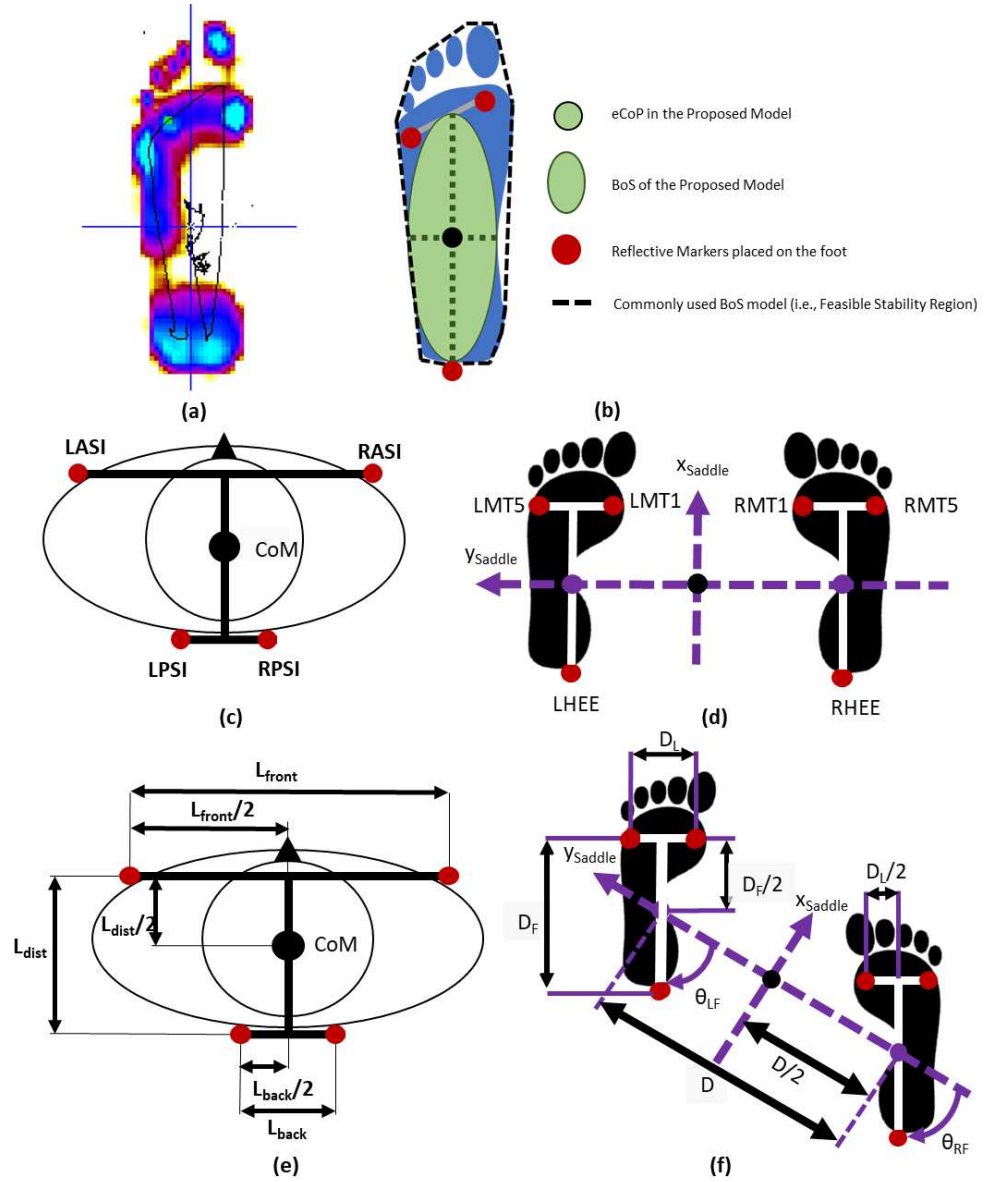 eCoP in the Proposed Model
BoS of the Proposed Model
Reflective Markers placed on the foot
Commonly used BoS model (i.e., Feasible Stability Region)
(a)
(b)
LASI
RASI
CoM
LPSI
RPSI
(c)
xSaddle
LMT5
LMT1
RMT1
RMT5
ySaddle
LHEE
RHEE
(d)
Lfront
Lfront/2
Ldist/2
Ldist
CoM
Lback/2
Lback
(e)
DL
ySaddle
DF/2
DL/2
xSaddle
DF
θLF
D
D/2
θRF
(f)